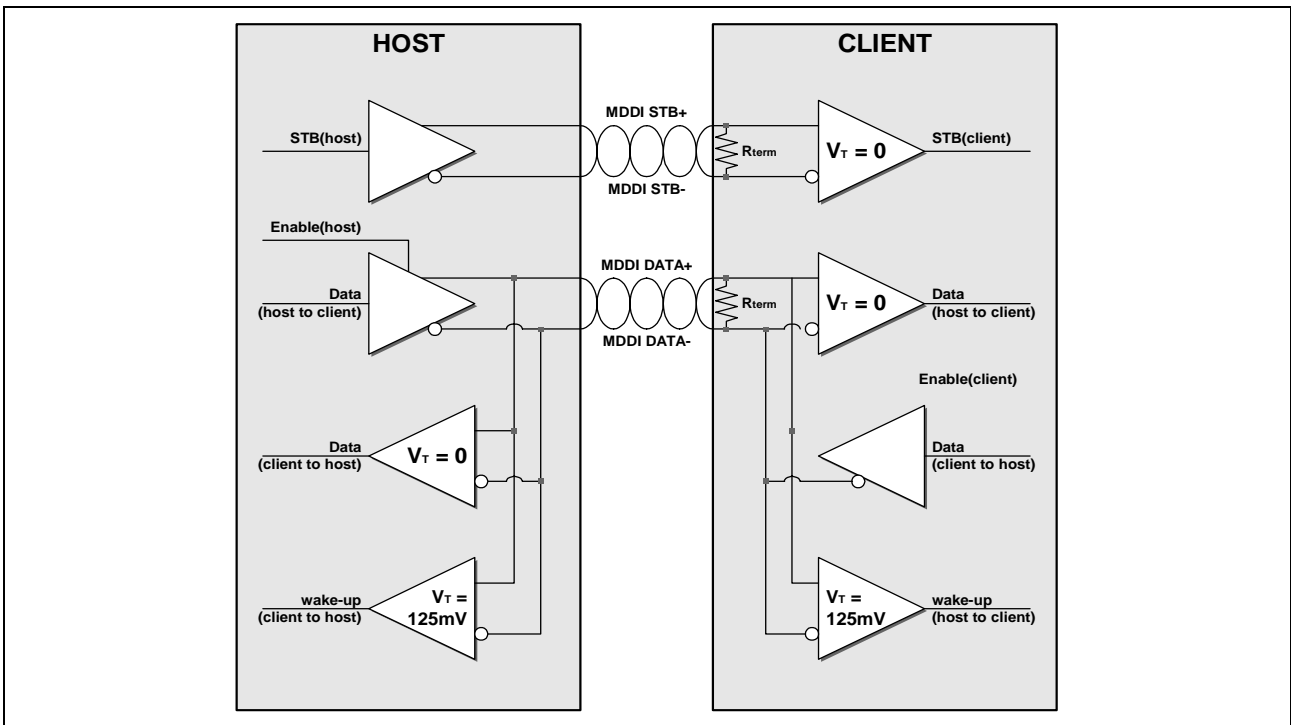 HOST
CLIENT
MDDI STB+
STB(host)
Rterm
VT = 0
STB(client)
MDDI STB-
Enable(host)
MDDI DATA+
Data
(host to client)
Rterm
VT = 0
Data
(host to client)
MDDI DATA-
Enable(client)
Data
(client to host)
VT = 0
Data
(client to host)
wake-up
(client to host)
VT =
125mV
VT =
125mV
wake-up
(host to client)